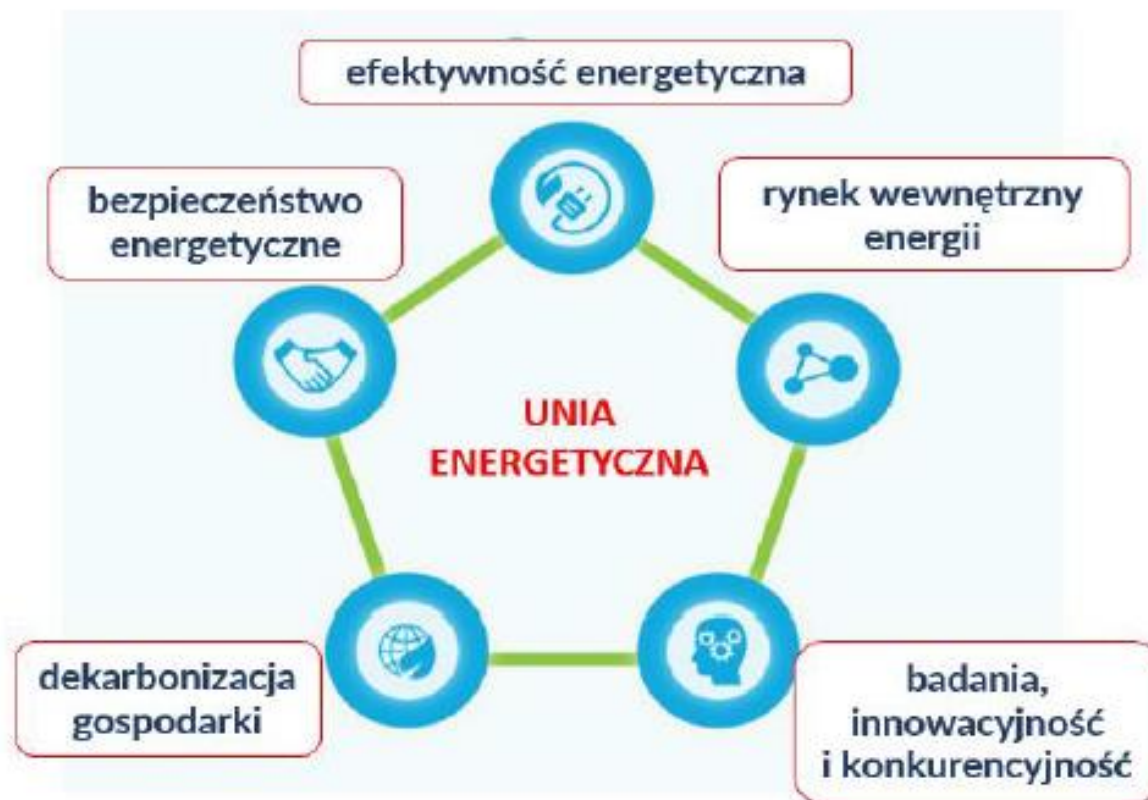 efektywność energetyczna
bezpieczeństwo
energetyczne
rynek wewnętrzny
energii
UNIA
ENERGETYCZNA
dekarbonizacja
gospodarki
badania,
innowacyjność
i konkurencyjność